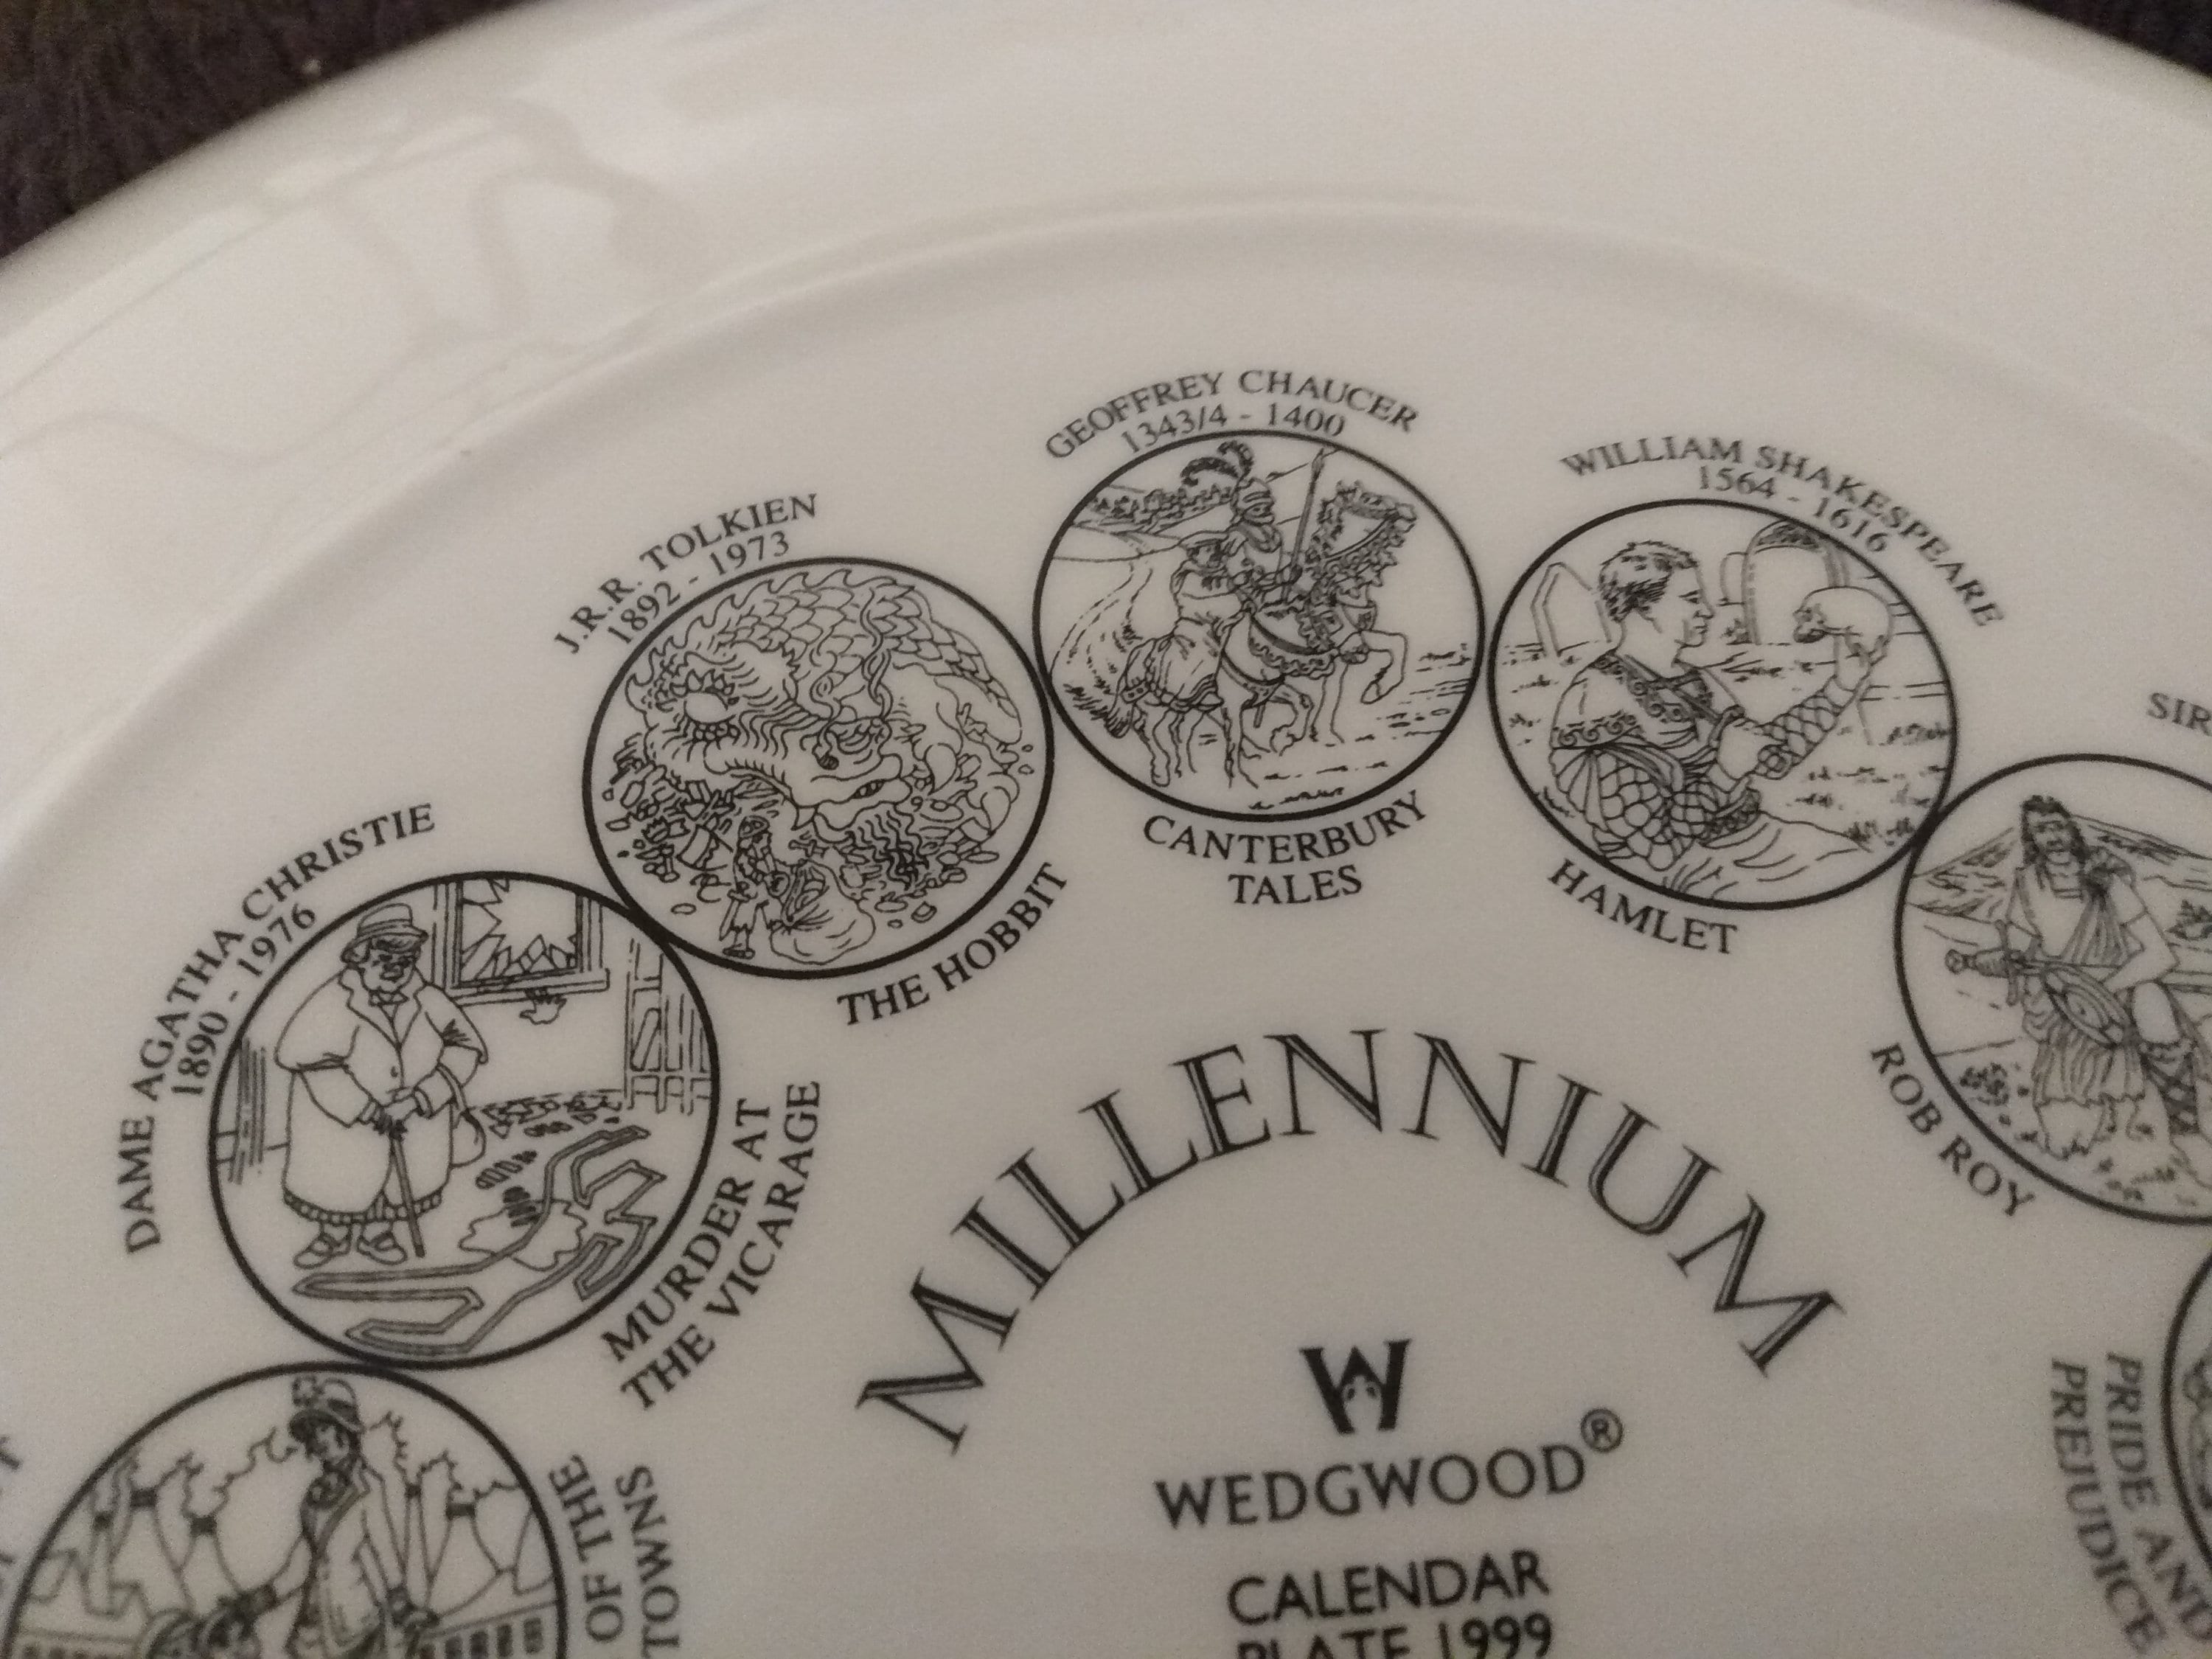 GEOFFREY CHAUCER
1343/4 - 1400
CANTERBURY
TALES
WILLIAM SHAKESPEARE
1564 - 1616
HAMLET
SIR
ROB ROY
PRIDE AND
PREJUDICE
J.R.R. TOLKIEN
1892 - 1973
THE HOBBIT
DAME AGATHA CHRISTIE
1890 - 1976
MURDER AT
THE VICARAGE
OF THE
TOWNS
MILLENNIUM
W
WEDGWOOD®
CALENDAR
PLATE 1999